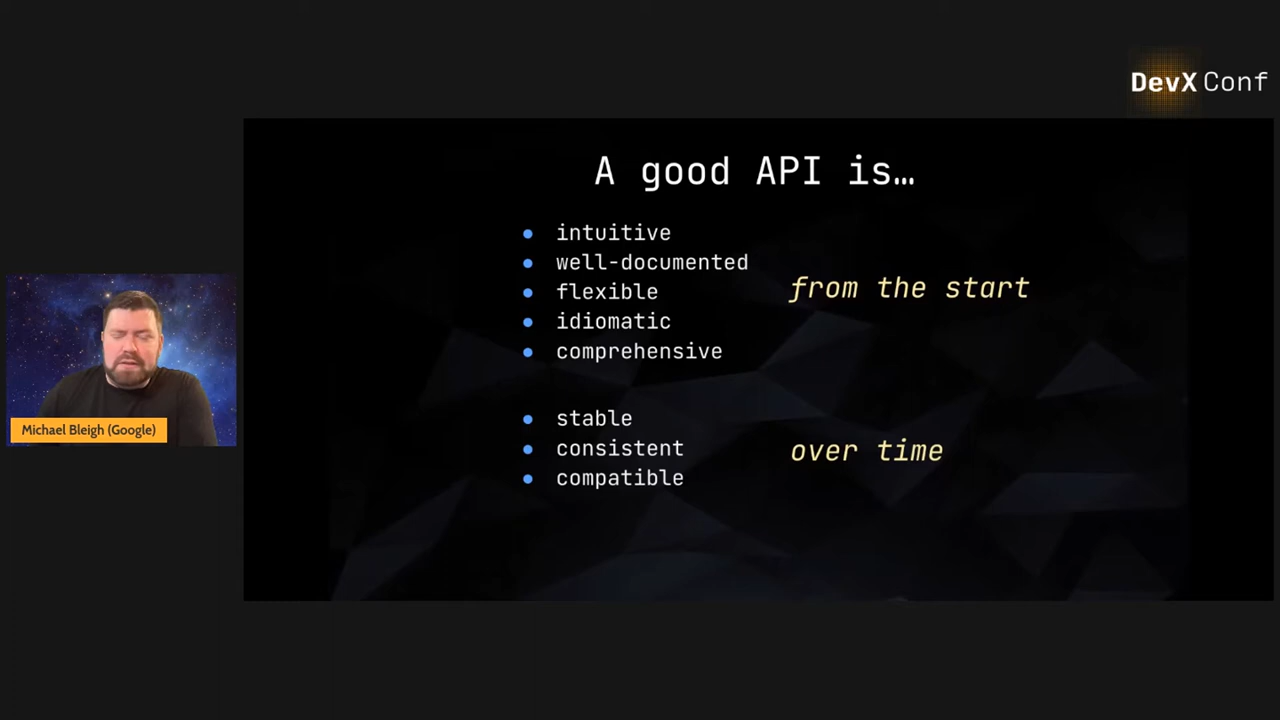 DevX Conf
A good API is…
intuitive
well-documented
flexible
idiomatic
comprehensive
from the start
stable
consistent
compatible
over time
Michael Bleigh (Google)